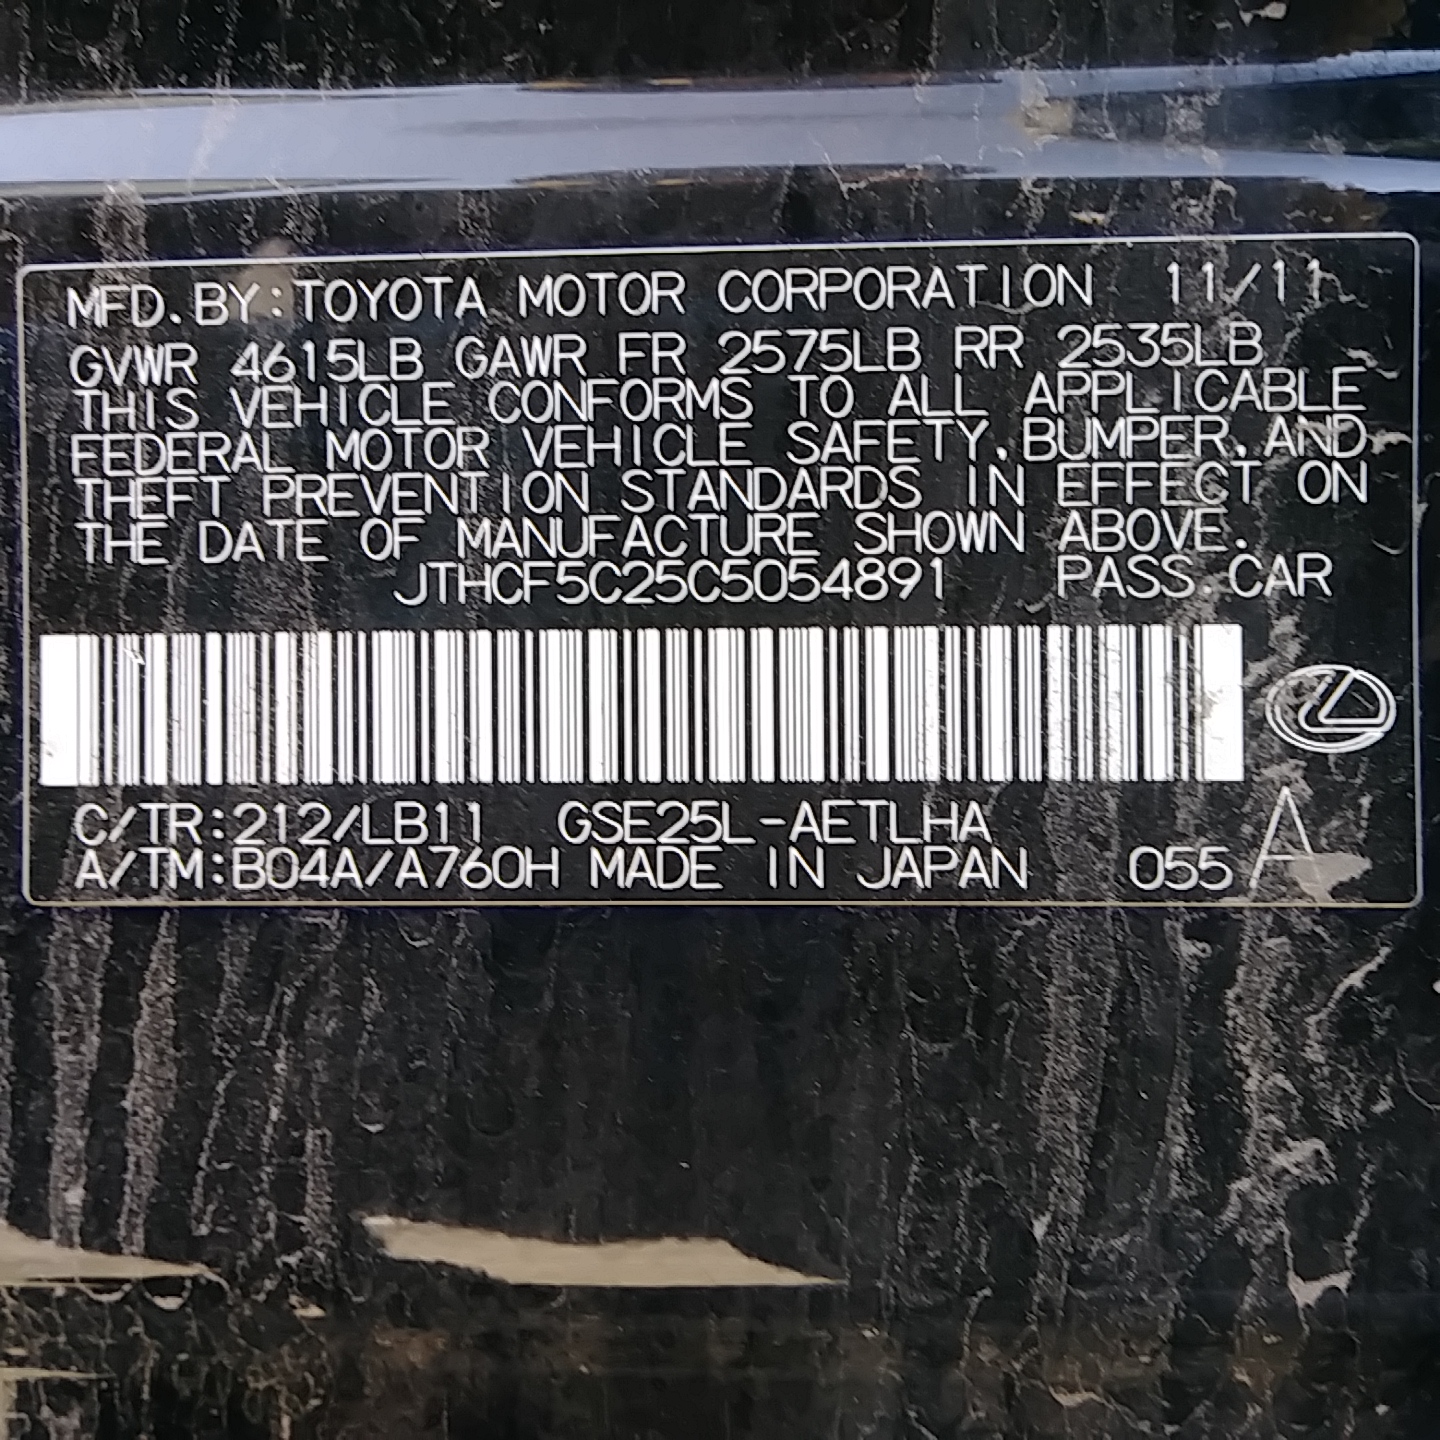 MFD. BY:TOYOTA MOTOR CORPORATION 11/11
GVWR 4615LB GAWR FR 2575LB RR 2535LB
THIS VEHICLE CONFORMS TO ALL APPLICABLE
FEDERAL MOTOR VEHICLE SAFETY, BUMPER, AND
THEFT PREVENTION STANDARDS IN EFFECT ON
THE DATE OF MANUFACTURE SHOWN ABOVE.
JTHCF5C25C5054891 PASS. CAR
C/TR:212/LB11 GSE25L-AETLHA
A/TM:B04A/A760H MADE IN JAPAN 055 A